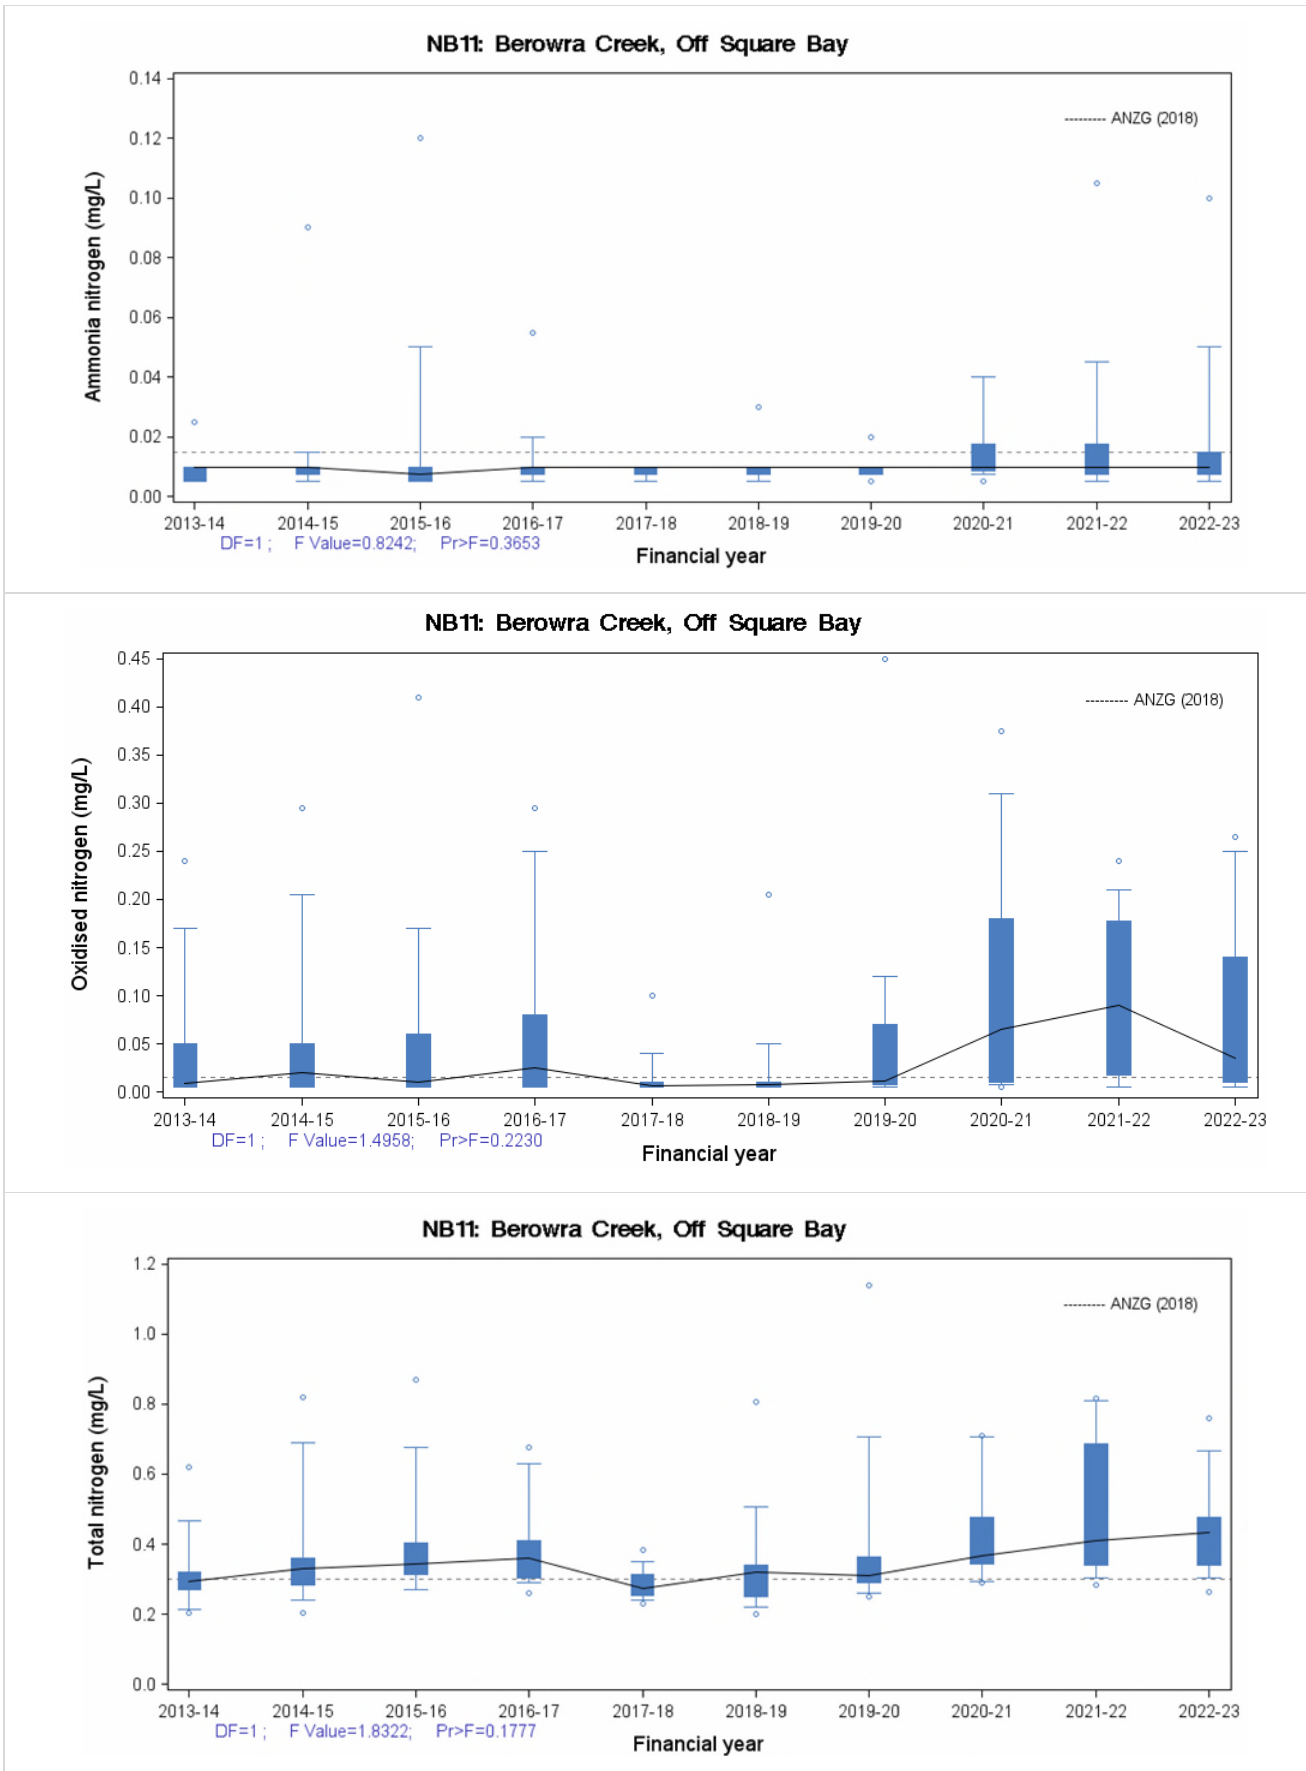 NB11: Berowra Creek, Off Square Bay
0.14
ANZG (2018)
0.12
0.10
0.08
0.06
0.04
0.02
0.00
Ammonia nitrogen (mg/L)
2013-14 2014-15 2015-16 2016-17 2017-18 2018-19 2019-20 2020-21 2021-22 2022-23
DF=1 ; F Value=0.8242; Pr>F=0.3653
Financial year
NB11: Berowra Creek, Off Square Bay
0.45
ANZG (2018)
0.40
0.35
0.30
0.25
0.20
0.15
0.10
0.05
0.00
Oxidised nitrogen (mg/L)
2013-14 2014-15 2015-16 2016-17 2017-18 2018-19 2019-20 2020-21 2021-22 2022-23
DF=1 ; F Value=1.4958; Pr>F=0.2230
Financial year
NB11: Berowra Creek, Off Square Bay
1.2
ANZG (2018)
1.0
0.8
0.6
0.4
0.2
0.0
Total nitrogen (mg/L)
2013-14 2014-15 2015-16 2016-17 2017-18 2018-19 2019-20 2020-21 2021-22 2022-23
DF=1 ; F Value=1.8322; Pr>F=0.1777
Financial year